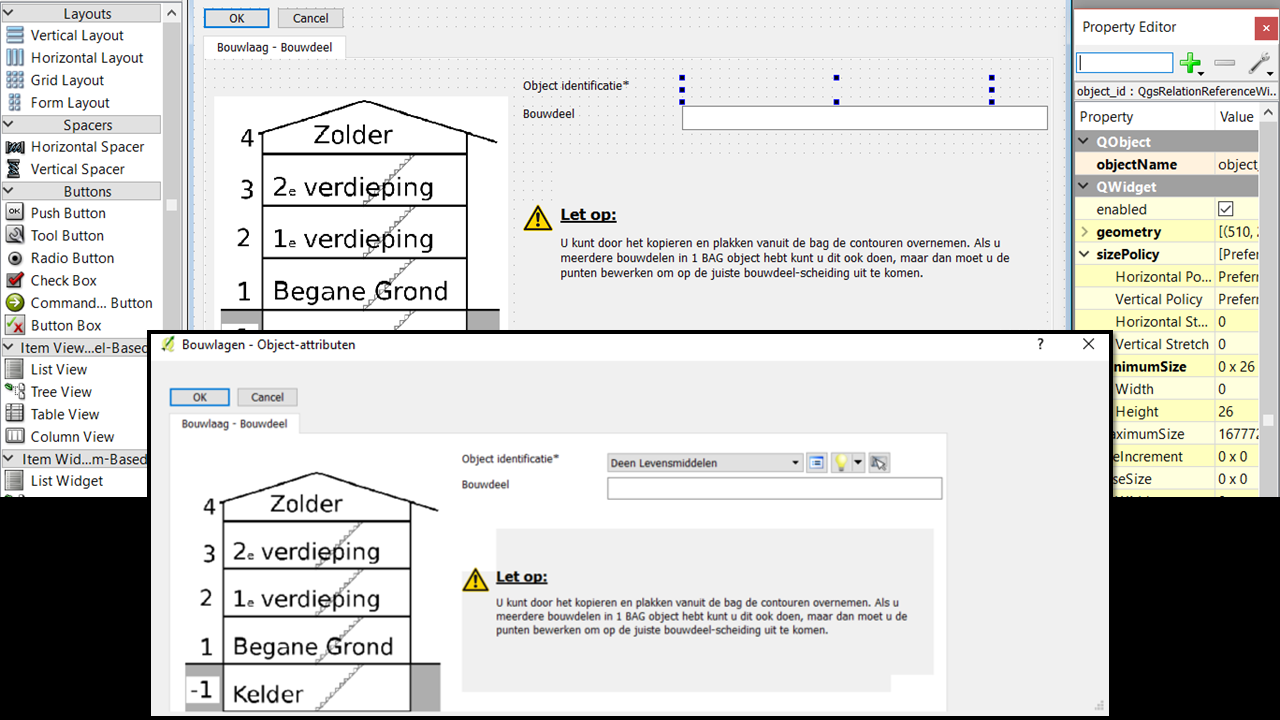 Layouts
Vertical Layout
Horizontal Layout
Grid Layout
Form Layout
Spacers
Horizontal Spacer
Vertical Spacer
Buttons
OK Push Button
Tool Button
Radio Button
Check Box
Command... Button
Button Box
Item View...el-Based
List View
Tree View
Table View
Column View
Item Wid...m-Based
List Widget
OK Cancel
Bouwlaag - Bouwdeel
Object identificatie*
Bouwdeel
4 Zolder
3 2e verdieping
2 1e verdieping
1 Begane Grond
Let op:
U kunt door het kopieren en plakken vanuit de bag de contouren overnemen. Als u
meerdere bouwdelen in 1 BAG object hebt kunt u dit ook doen, maar dan moet u de
punten bewerken om op de juiste bouwdeel-scheiding uit te komen.
Property Editor
object_id : QgsRelationReferenceWi...
Property Value
QObject
objectName object_
QWidget
enabled
geometry [(510, 2
sizePolicy [Prefer
Horizontal Po... Preferr
Vertical Policy Preferr
Horizontal St... 0
Vertical Stretch 0
nimumSize 0 x 26
Width 0
Height 26
aximumSize 167772
eIncrement 0 x 0
seSize 0 x 0
Bouwlagen - Object-attributen ?
OK Cancel
Bouwlaag - Bouwdeel
Object identificatie* Deen Levensmiddelen
Bouwdeel
4 Zolder
3 2e verdieping
2 1e verdieping
1 Begane Grond
-1 Kelder
Let op:
U kunt door het kopieren en plakken vanuit de bag de contouren overnemen. Als u
meerdere bouwdelen in 1 BAG object hebt kunt u dit ook doen, maar dan moet u de
punten bewerken om op de juiste bouwdeel-scheiding uit te komen.